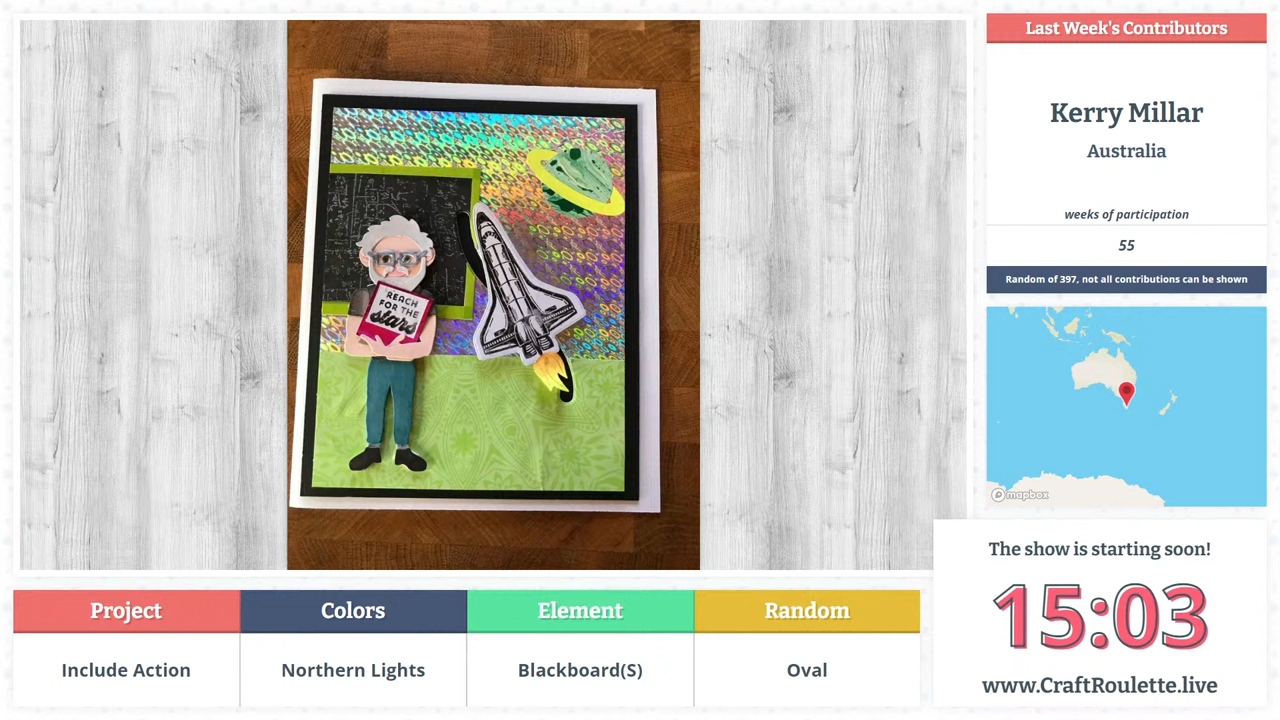 REACH
FOR THE
stars
Last Week's Contributors
Kerry Millar
Australia
weeks of participation
55
Random of 397, not all contributions can be shown
mapbox
The show is starting soon!
15:03
www.CraftRoulette.live
Project
Colors
Element
Random
Include Action
Northern Lights
Blackboard(S)
Oval